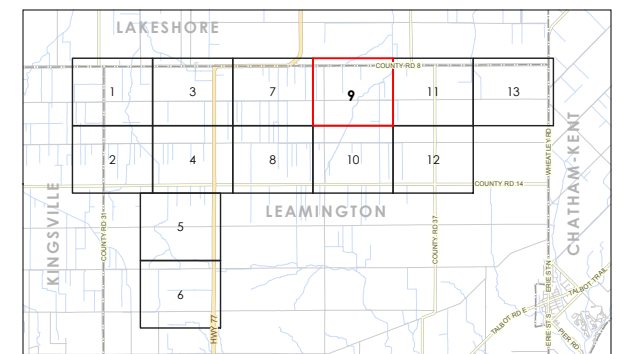 LAKESHORE
COUNTY RD 8
1
3
7
9
11
13
2
4
8
10
12
COUNTY RD 14
WHEATLEY RD
CHATHAM-KENT
KINGSVILLE
COUNTY RD 31
LEAMINGTON
COUNTY RD 37
5
6
HWY 77
ERIE ST N
TALBOT TRAIL
TALBOT RD E
ERIE ST S
PIER RD